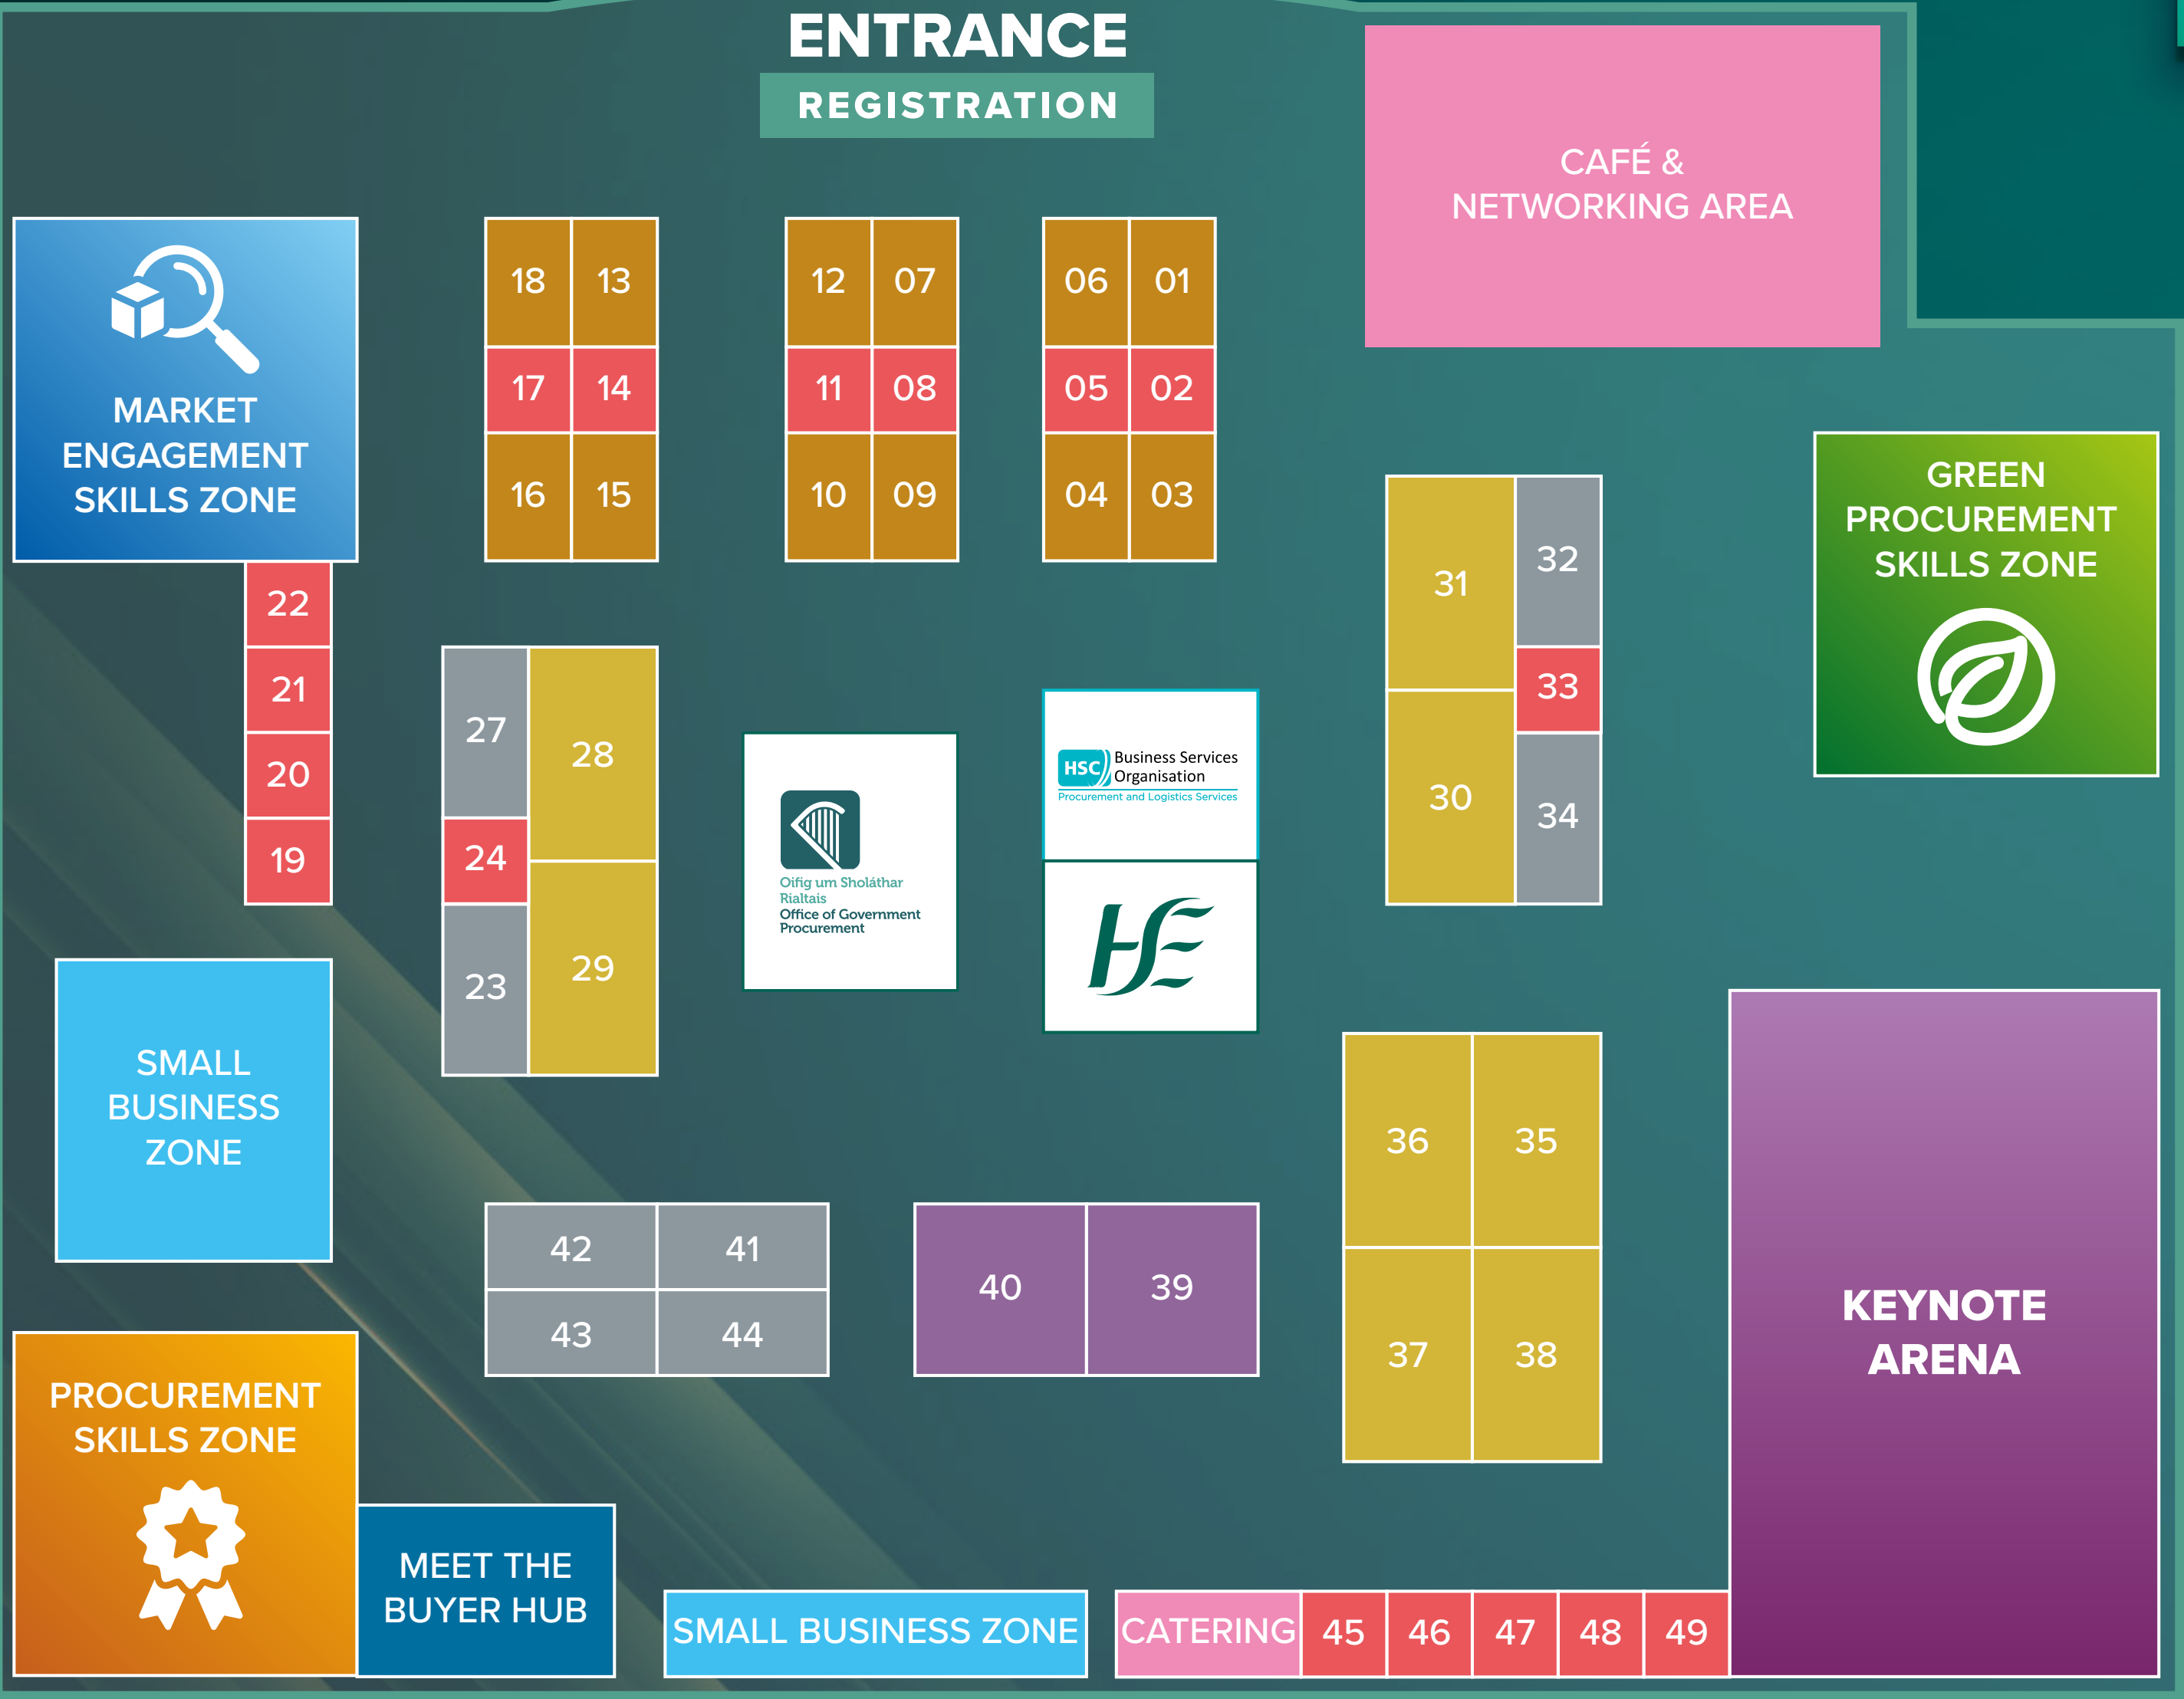 ENTRANCE
REGISTRATION
CAFÉ &
NETWORKING AREA
MARKET
ENGAGEMENT
SKILLS ZONE
18 13
17 14
16 15
12 07
11 08
10 09
06 01
05 02
04 03
GREEN
PROCUREMENT
SKILLS ZONE
22
21
20
19
27
28
24
23
29
Oifig um Sholáthar
Rialtais
Office of Government
Procurement
HSC
Business Services
Organisation
Procurement and Logistics Services
HSE
31
32
33
30
34
SMALL
BUSINESS
ZONE
36 35
37 38
KEYNOTE
ARENA
42 41
43 44
40 39
PROCUREMENT
SKILLS ZONE
MEET THE
BUYER HUB
SMALL BUSINESS ZONE
CATERING 45 46 47 48 49